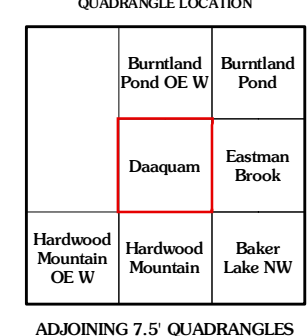 QUADRANGLE LOCATION
Burntland
Pond OE W
Burntland
Pond
Daaquam
Eastman
Brook
Hardwood
Mountain
OE W
Hardwood
Mountain
Baker
Lake NW
ADJOINING 7.5' QUADRANGLES